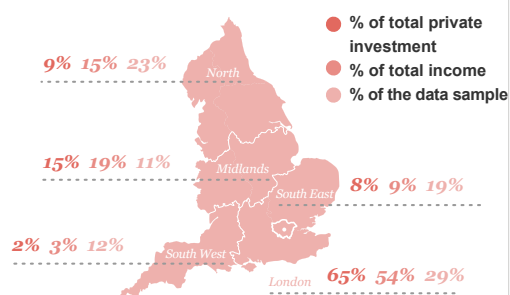 % of total private
investment
% of total income
% of the data sample
9% 15% 23%
North
15% 19% 11%
Midlands
South East
8% 9% 19%
2% 3% 12%
South West
London
65% 54% 29%